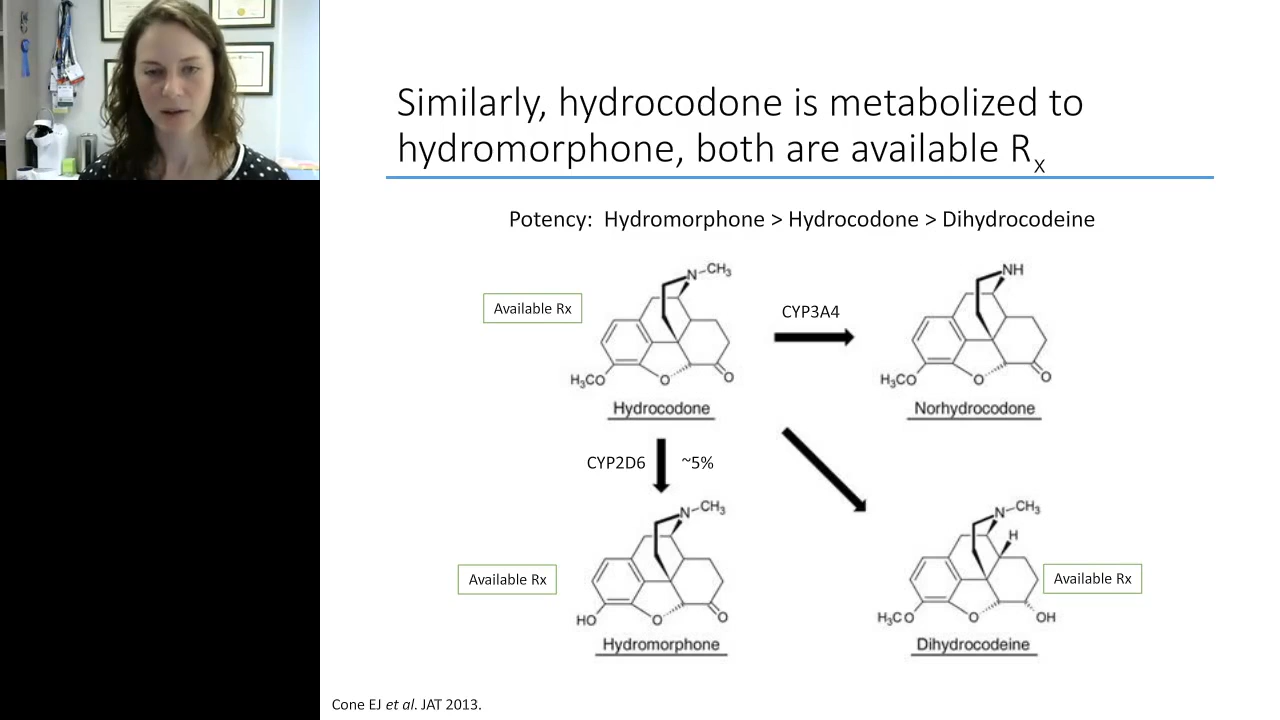 Similarly, hydrocodone is metabolized to
hydromorphone, both are available Rx
Potency: Hydromorphone > Hydrocodone > Dihydrocodeine
Available Rx
N-CH3
H3CO
O
O
Hydrocodone
CYP3A4
NH
H3CO
O
O
Norhydrocodone
CYP2D6
~5%
Available Rx
N-CH3
HO
O
O
Hydromorphone
N-CH3
H
H3CO
O
OH
Dihydrocodeine
Available Rx
Cone EJ et al. JAT 2013.